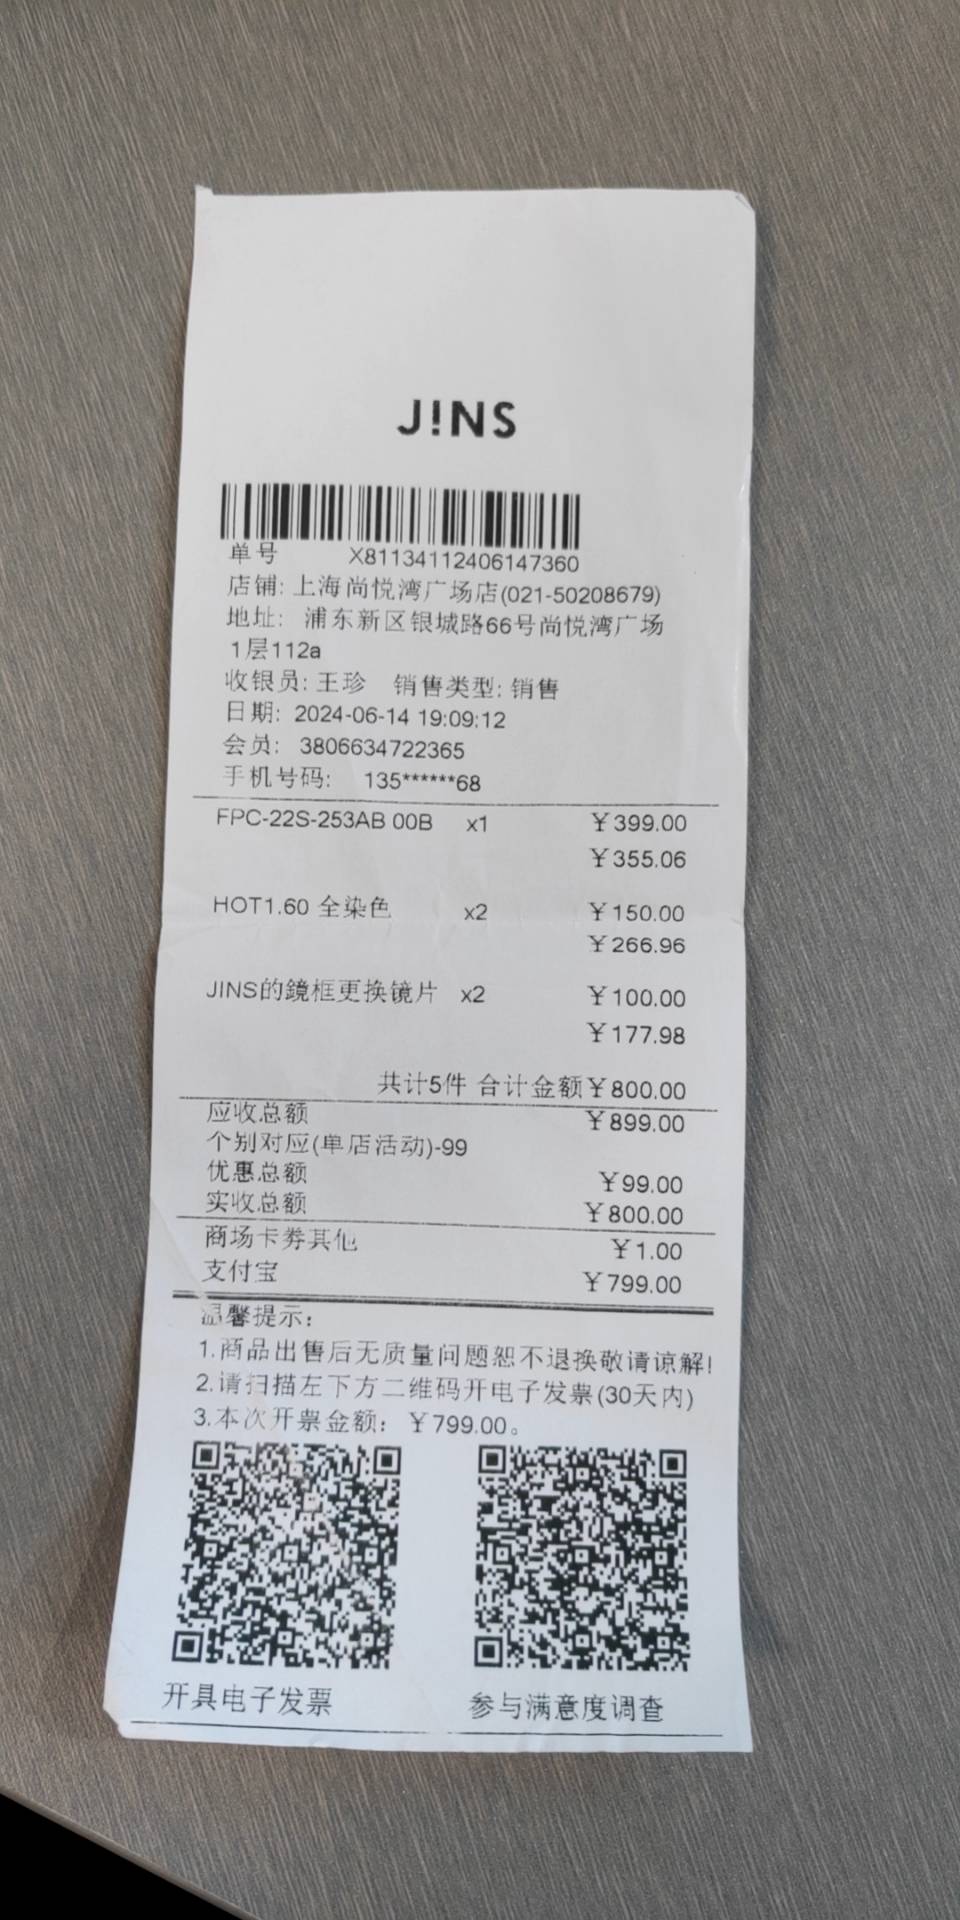 J!NS
单号 X81134112406147360
店铺: 上海尚悦湾广场店(021-50208679)
地址: 浦东新区银城路66号尚悦湾广场
1层112a
收银员: 王珍 销售类型: 销售
日期: 2024-06-14 19:09:12
会员: 3806634722365
手机号码: 135******68
FPC-22S-253AB 00B x1 ¥399.00
¥355.06
HOT1.60 全染色 x2 ¥150.00
¥266.96
JINS的鏡框更换镜片 x2 ¥100.00
¥177.98
共计5件 合计金额¥800.00
应收总额 ¥899.00
个别对应(单店活动)-99
优惠总额 ¥99.00
实收总额 ¥800.00
商场卡券其他 ¥1.00
支付宝 ¥799.00
温馨提示:
1.商品出售后无质量问题恕不退换敬请谅解!
2.请扫描左下方二维码开电子发票(30天内)
3.本次开票金额: ¥799.00。
开具电子发票 参与满意度调查